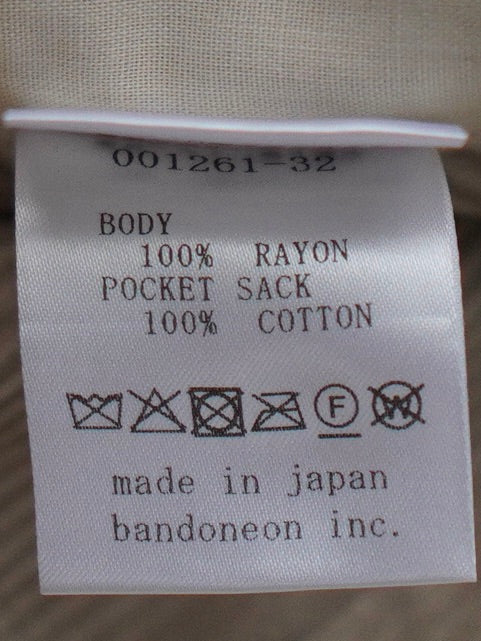 001261-32
BODY
100% RAYON
POCKET SACK
100% COTTON
F W
made in japan
bandoneon inc.